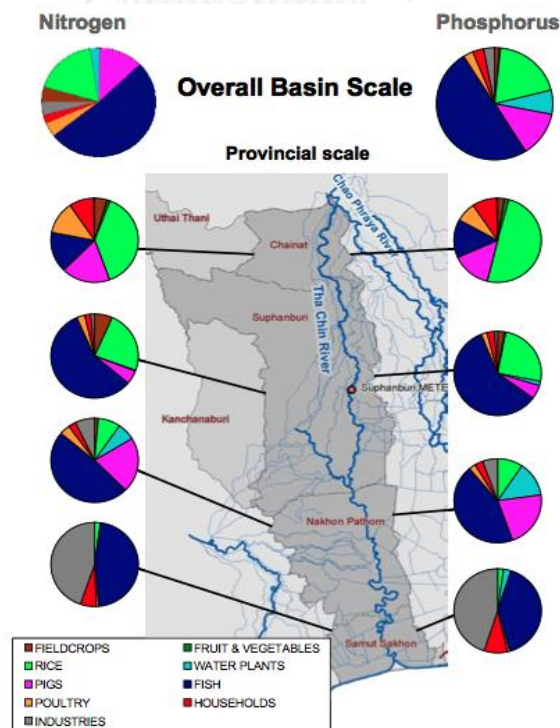 Nitrogen
Phosphorus
Overall Basin Scale
Provincial scale
Uthai Thani
Chainat
Chao Phraya River
Suphanburi
Tha Chin River
Suphanburi METE
Kanchanaburi
Nakhon Pathom
Samut Sakhon
FIELDCROPS
FRUIT & VEGETABLES
RICE
WATER PLANTS
PIGS
FISH
POULTRY
HOUSEHOLDS
INDUSTRIES